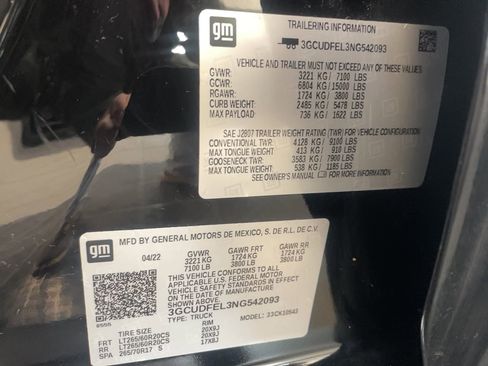 gm
TRAILERING INFORMATION
3GCUDFEL3NG542093
VEHICLE AND TRAILER MUST NOT EXCEED ANY OF THESE VALUES:
GVWR: 3221 KG / 7100 LBS
GCWR: 6804 KG / 15000 LBS
RGAWR: 1724 KG / 3800 LBS
CURB WEIGHT: 2485 KG / 5478 LBS
MAX PAYLOAD: 736 KG / 1622 LBS
SAE J2807 TRAILER WEIGHT RATING (TWR) FOR VEHICLE CONFIGURATION
CONVENTIONAL TWR: 4128 KG / 9100 LBS
MAX TONGUE WEIGHT: 413 KG / 910 LBS
GOOSENECK TWR: 3583 KG / 7900 LBS
MAX TONGUE WEIGHT: 538 KG / 1185 LBS
SEE OWNER'S MANUAL FOR MORE INFORMATION
gm
MFD BY GENERAL MOTORS DE MEXICO, S. DE R.L. DE C.V.
04/22 GVWR GAWR FRT GAWR RR
3221 KG 1724 KG 1724 KG
7100 LB 3800 LB 3800 LB
THIS VEHICLE CONFORMS TO ALL
APPLICABLE U.S. FEDERAL MOTOR
VEHICLE SAFETY STANDARDS IN
EFFECT ON THE DATE OF
MANUFACTURE SHOWN ABOVE.
3GCUDFEL3NG542093
TYPE: TRUCK MODEL:
TIRE SIZE RIM
FRT LT265/60R20CS 20X9J
RR LT265/60R20CS 20X9J
SPA 265/70R17 S 17X8J